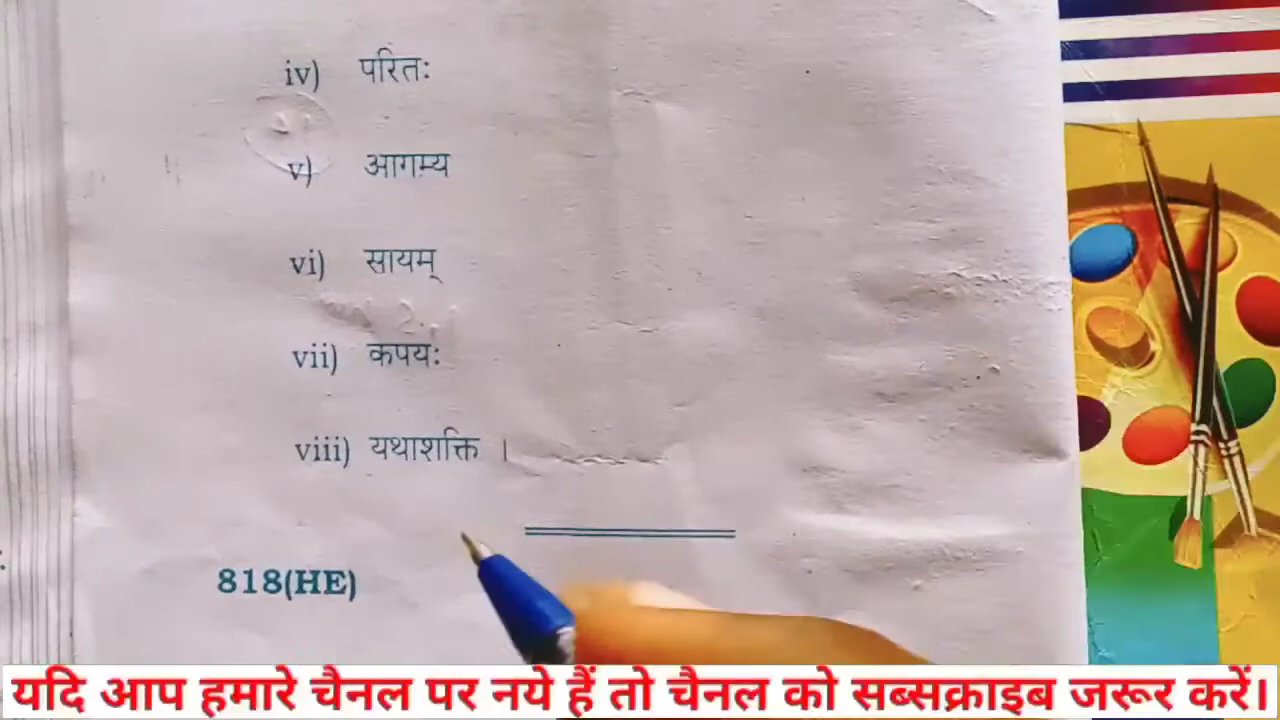 iv) परितः
v) आगम्य
vi) सायम्
vii) कपयः
viii) यथाशक्ति ।
818(HE)
यदि आप हमारे चैनल पर नये हैं तो चैनल को सब्सक्राइब जरूर करें।